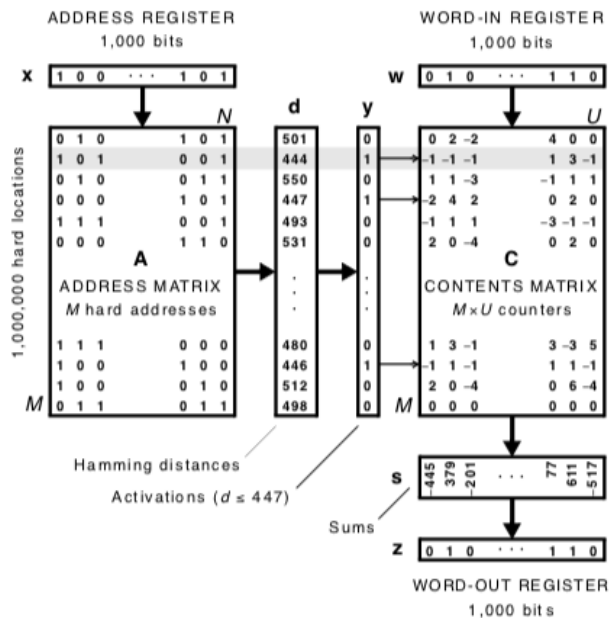 ADDRESS REGISTER
1,000 bits
x 1 0 0 · · · 1 0 1
WORD-IN REGISTER
1,000 bits
w 0 1 0 · · · 1 1 0
N d y U
0 1 0 1 0 1 501 0 0 2 –2 4 0 0
1 0 1 0 0 1 444 1 –1 –1 –1 1 3 –1
0 1 0 0 1 1 550 0 1 1 –3 –1 1 1
0 0 0 1 0 1 447 1 –2 4 2 0 2 0
1 1 1 0 0 1 493 0 –1 1 1 –3 –1 –1
0 0 0 1 1 0 531 0 2 0 –4 0 2 0
1,000,000 hard locations
A
ADDRESS MATRIX
M hard addresses
· · ·
· · ·
C
CONTENTS MATRIX
M×U counters
1 1 1 0 0 0 480 0 1 3 –1 3 –3 5
1 0 0 1 0 0 446 1 –1 1 –1 1 1 –1
1 0 0 0 1 0 512 0 2 0 –4 0 6 –4
M 0 1 1 0 1 1 498 0 M 0 0 0 0 0 0
Hamming distances
Activations (d ≤ 447)
Sums
s –445 379 –201 · · · 77 611 –517
z 0 1 0 · · · 1 1 0
WORD-OUT REGISTER
1,000 bits